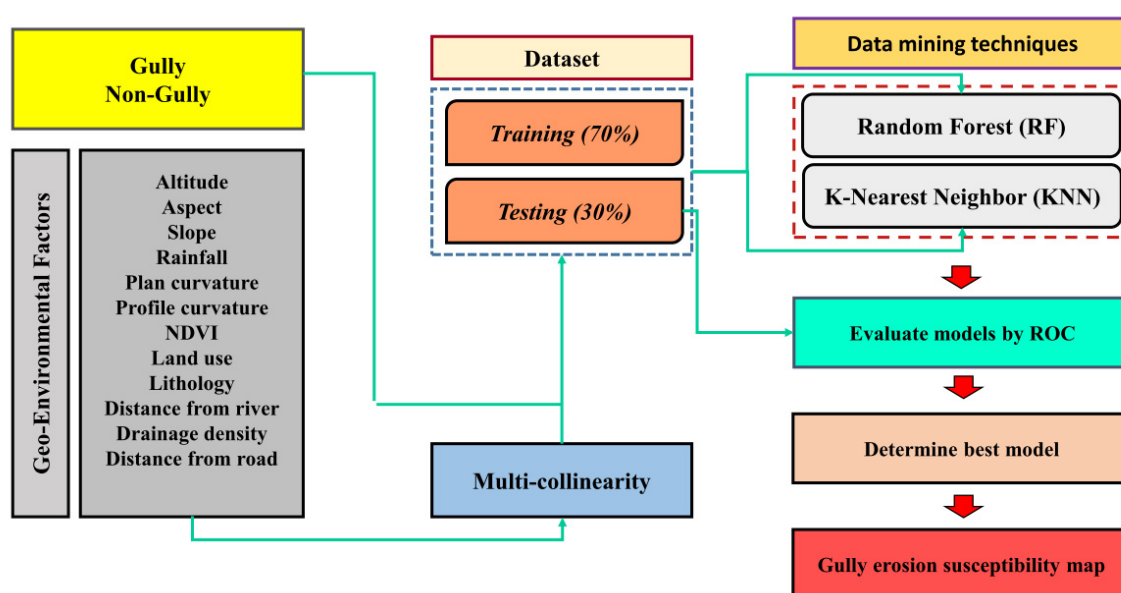 Gully
Non-Gully
Geo-Environmental Factors
Altitude
Aspect
Slope
Rainfall
Plan curvature
Profile curvature
NDVI
Land use
Lithology
Distance from river
Drainage density
Distance from road
Multi-collinearity
Dataset
Training (70%)
Testing (30%)
Data mining techniques
Random Forest (RF)
K-Nearest Neighbor (KNN)
Evaluate models by ROC
Determine best model
Gully erosion susceptibility map